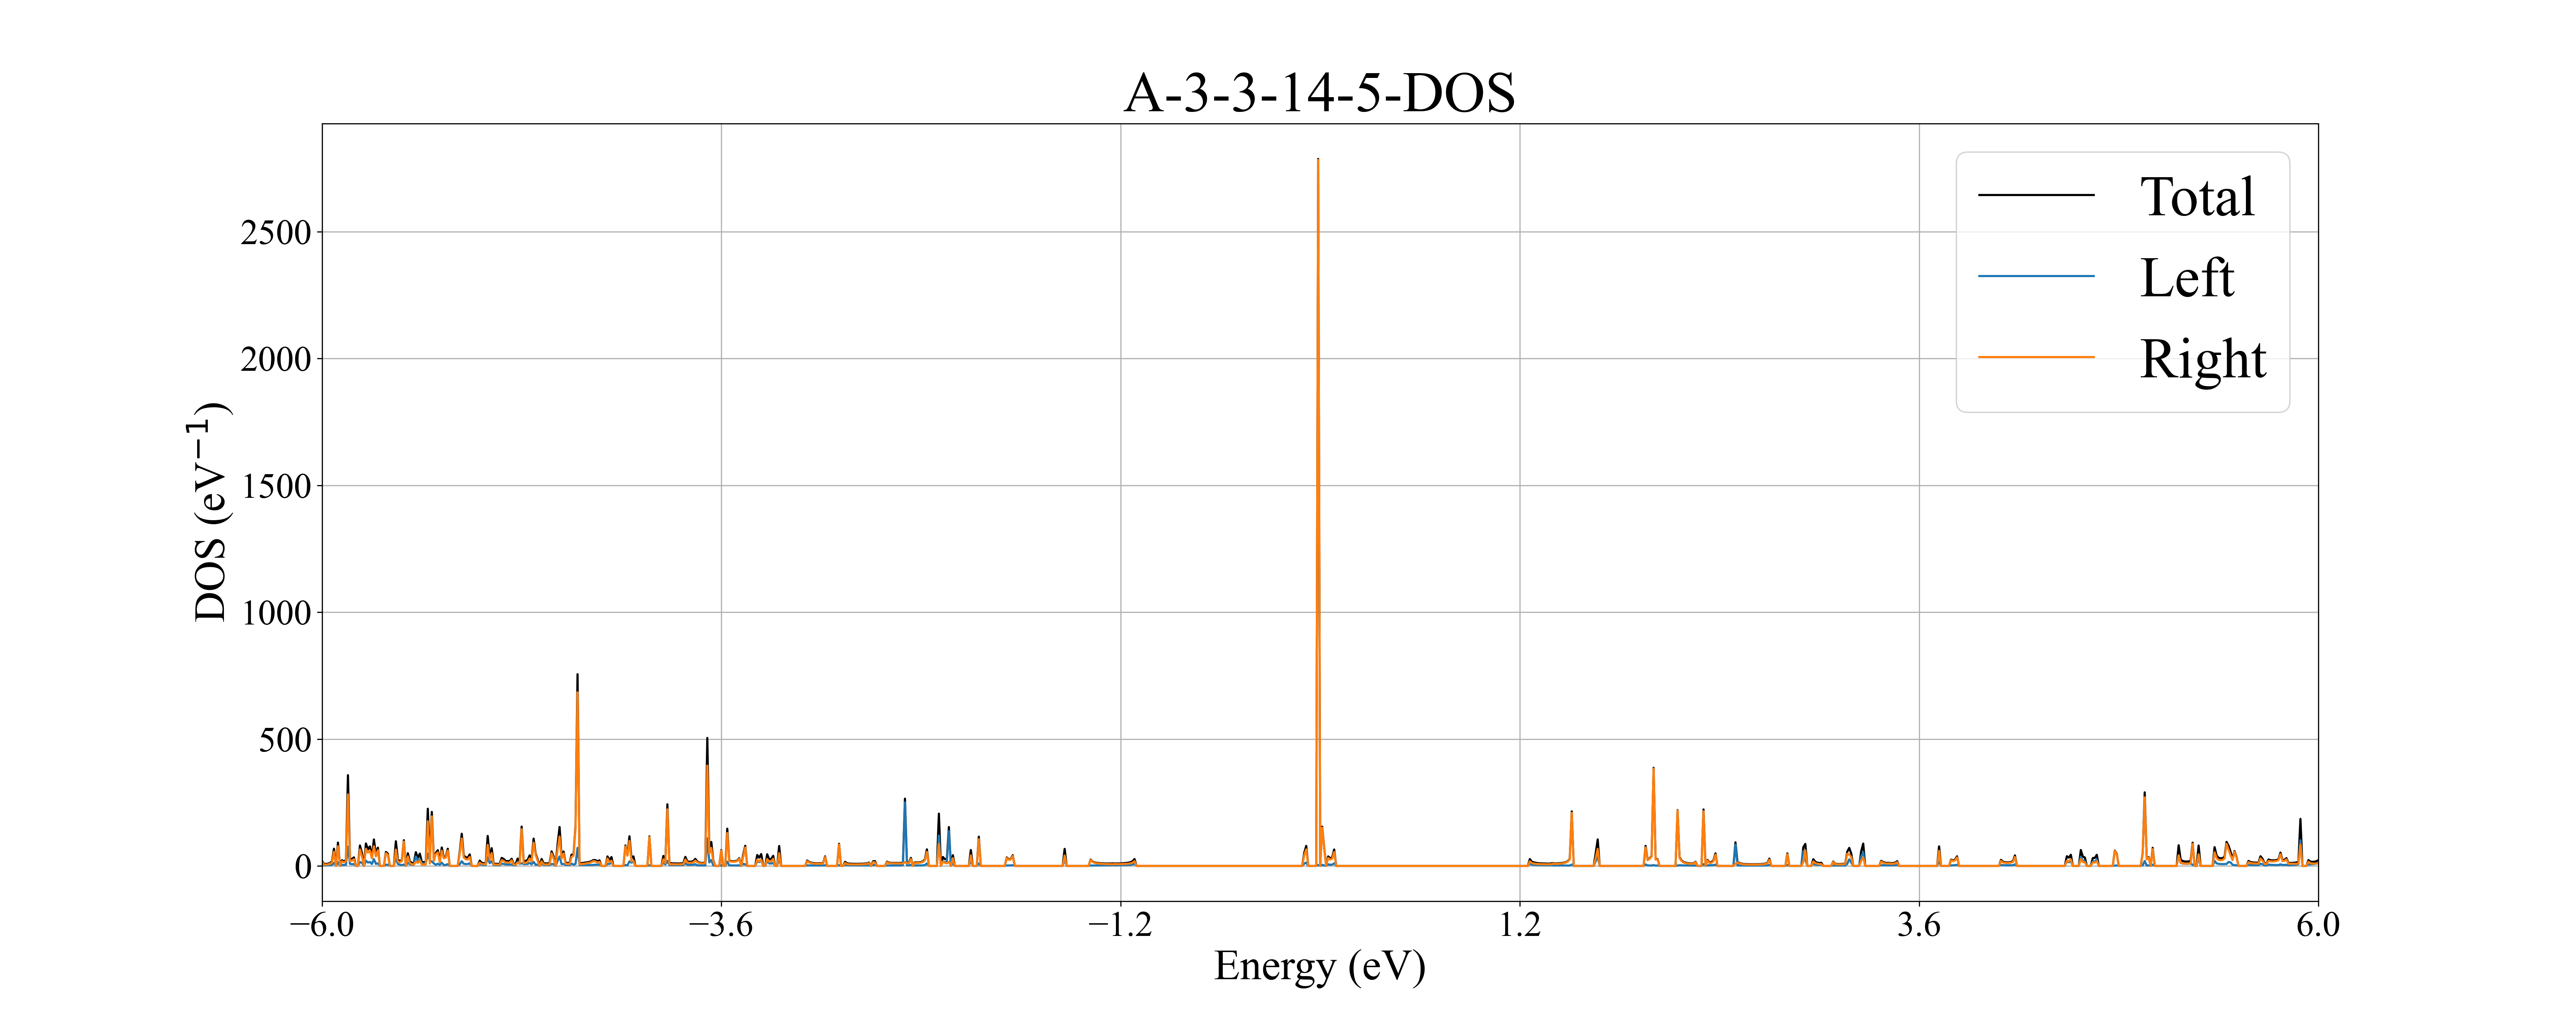 A-3-3-14-5-DOS
DOS (eV⁻¹)
2500
2000
1500
1000
500
0
−6.0
−3.6
−1.2
1.2
3.6
6.0
Energy (eV)
Total
Left
Right